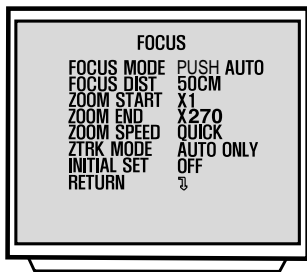 FOCUS
FOCUS MODE PUSH AUTO
FOCUS DIST 50CM
ZOOM START X1
ZOOM END X270
ZOOM SPEED QUICK
ZTRK MODE AUTO ONLY
INITIAL SET OFF
RETURN ↴